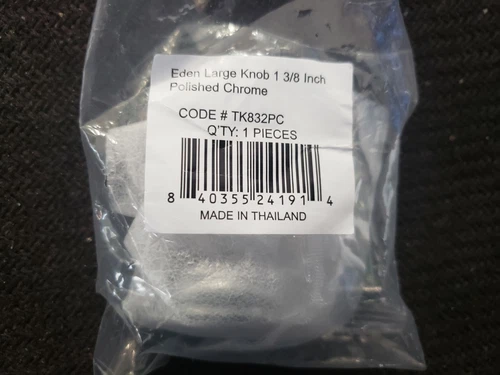 Eden Large Knob 1 3/8 Inch
Polished Chrome
CODE # TK832PC
Q'TY: 1 PIECES
8 40355 24191 4
MADE IN THAILAND